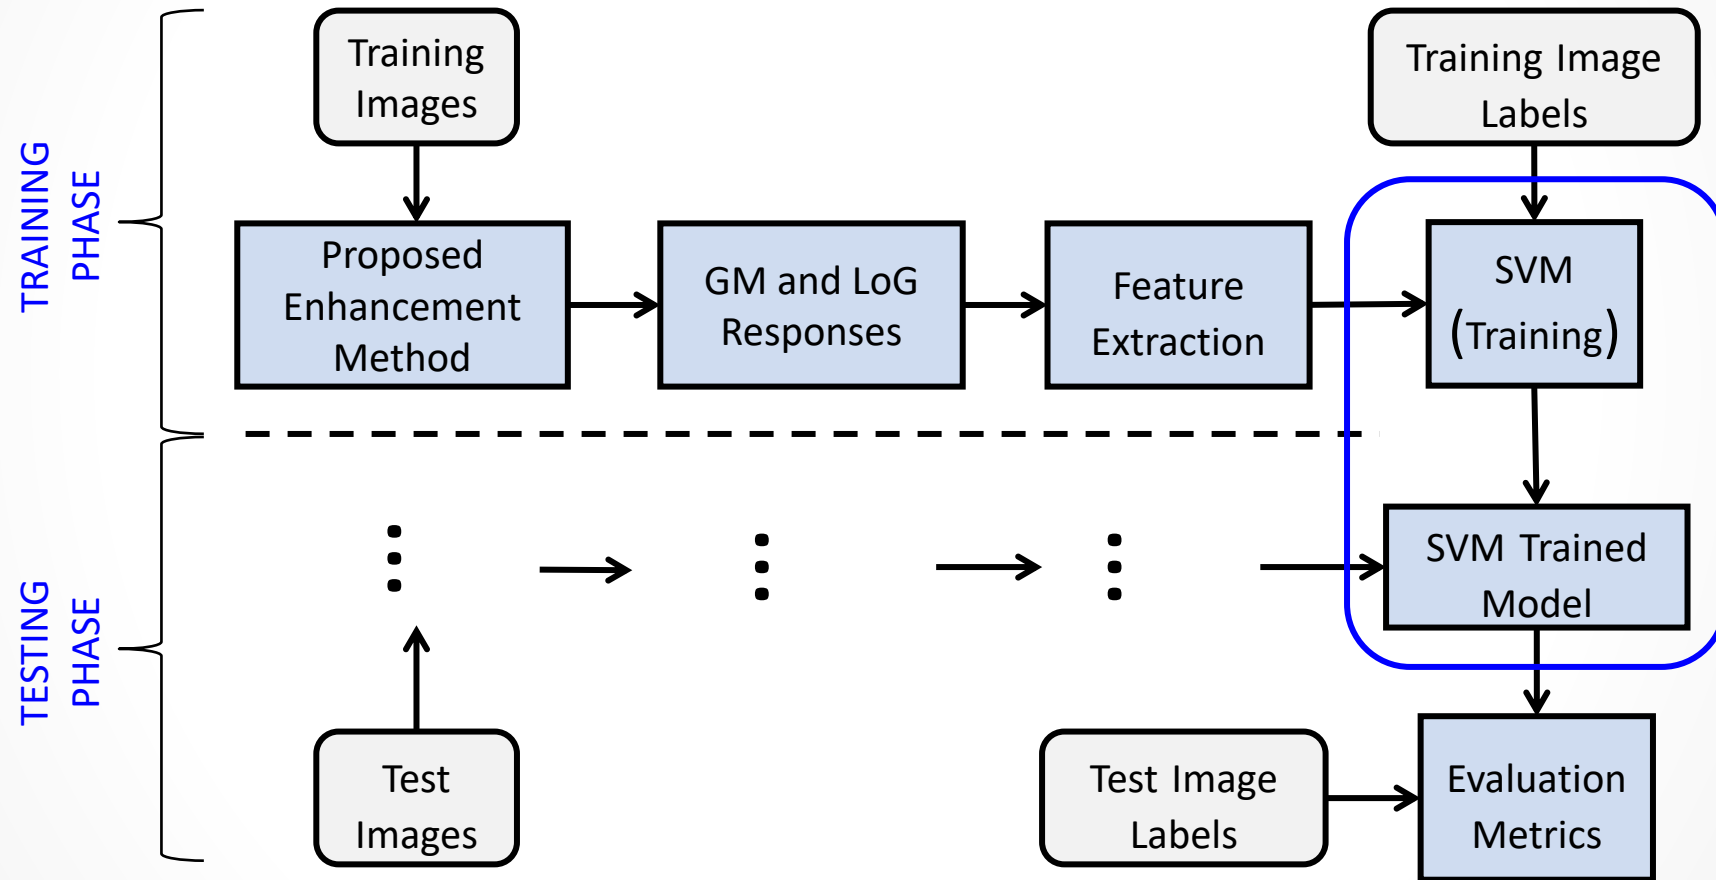 TRAINING
PHASE
Training
Images
Training Image
Labels
Proposed
Enhancement
Method
GM and LoG
Responses
Feature
Extraction
SVM
(Training)
TESTING
PHASE
SVM Trained
Model
Test
Images
Test Image
Labels
Evaluation
Metrics